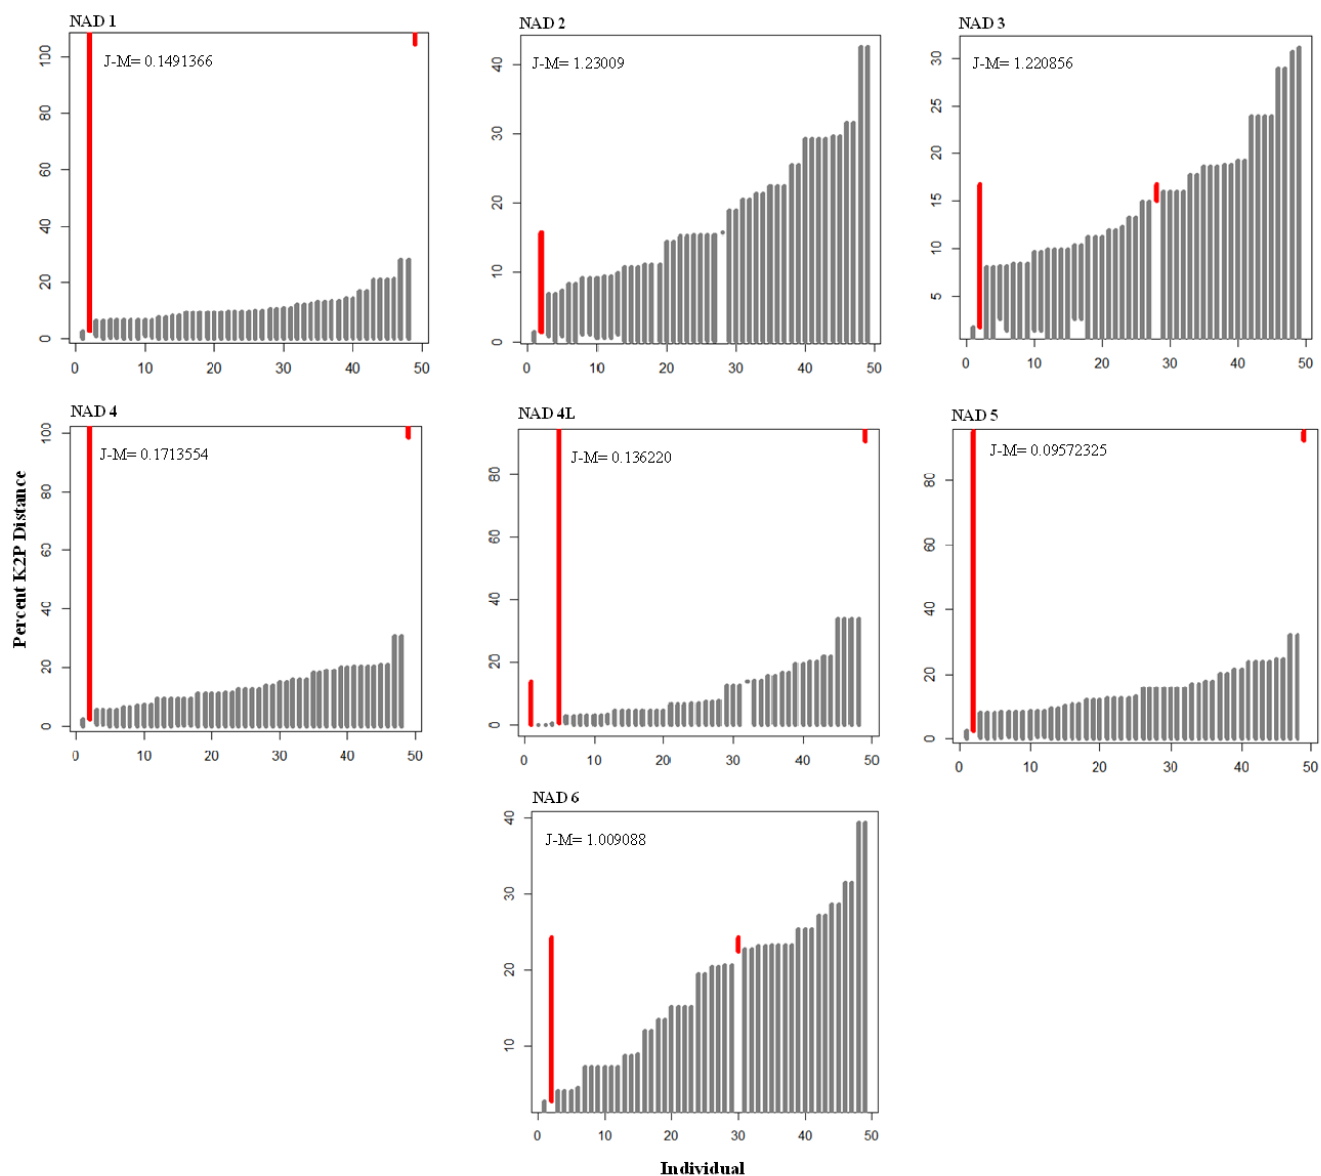 NAD 1
J-M= 0.1491366
0 20 40 60 80 100
0 10 20 30 40 50
NAD 2
J-M= 1.23009
0 10 20 30 40
0 10 20 30 40 50
NAD 3
J-M= 1.220856
5 10 15 20 25 30
0 10 20 30 40 50
NAD 4
J-M= 0.1713554
0 20 40 60 80 100
0 10 20 30 40 50
NAD 4L
J-M= 0.136220
0 20 40 60 80
0 10 20 30 40 50
NAD 5
J-M= 0.09572325
0 20 40 60 80
0 10 20 30 40 50
Percent K2P Distance
NAD 6
J-M= 1.009088
10 20 30 40
0 10 20 30 40 50
Individual